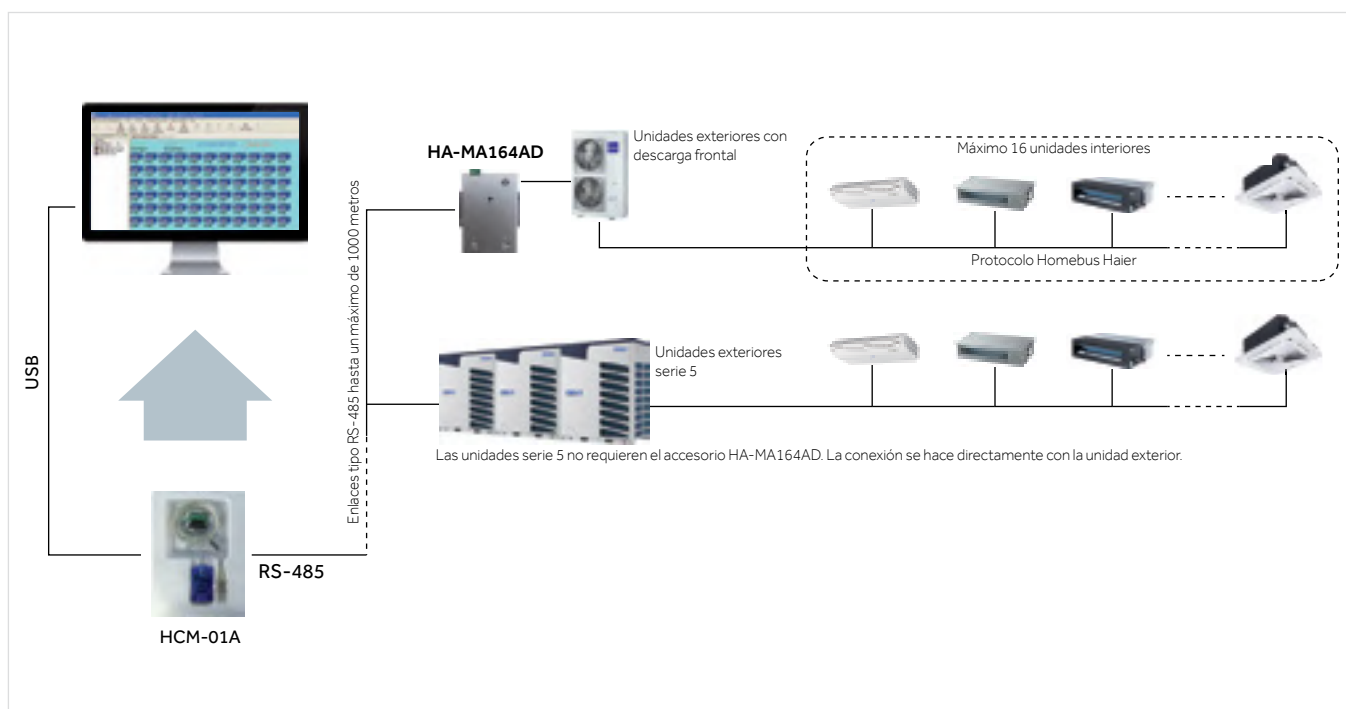 HA-MA164AD
Unidades exteriores con
descarga frontal
Máximo 16 unidades interiores
Protocolo Homebus Haier
USB
Enlaces tipo RS-485 hasta un máximo de 1000 metros
Unidades exteriores
serie 5
Las unidades serie 5 no requieren el accesorio HA-MA164AD. La conexión se hace directamente con la unidad exterior.
RS-485
HCM-01A